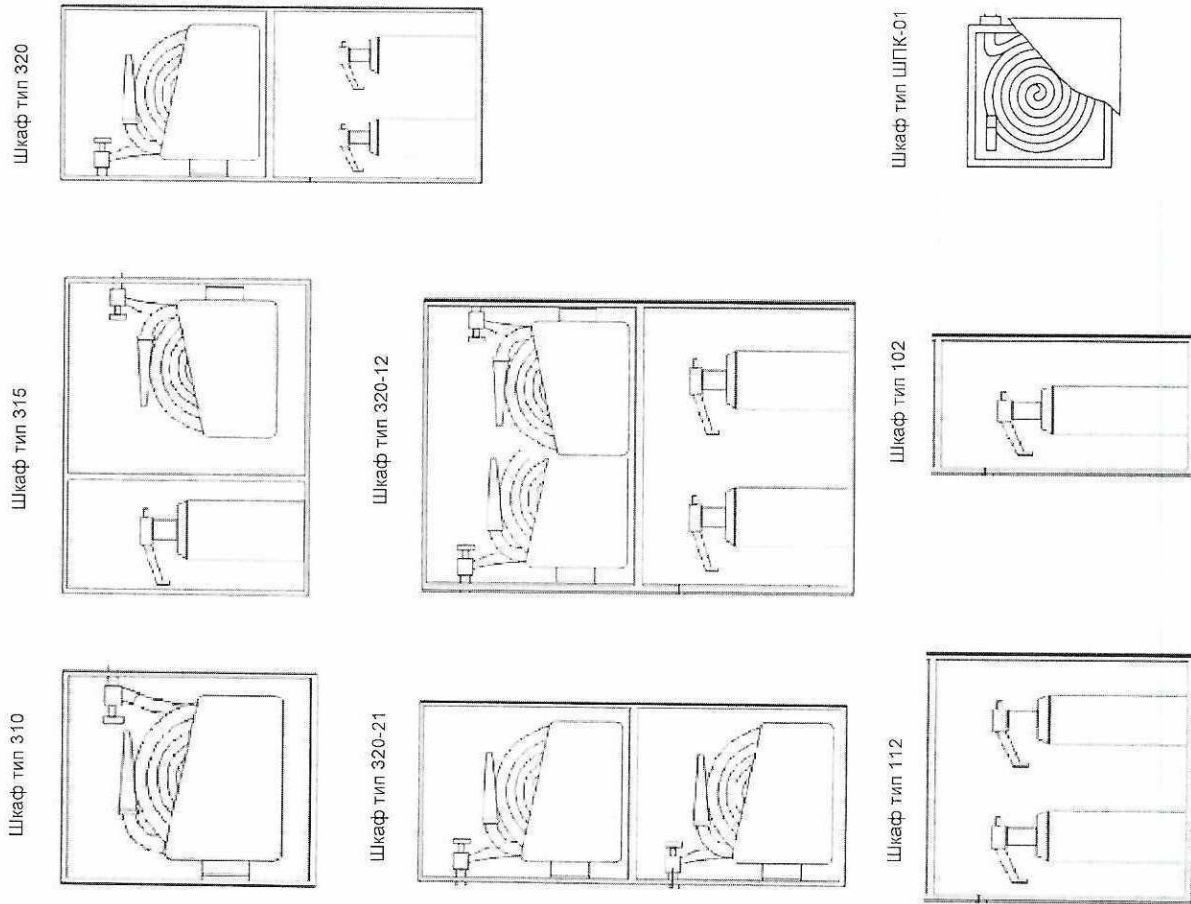 Шкаф тип 310
Шкаф тип 315
Шкаф тип 320
Шкаф тип 320-21
Шкаф тип 320-12
Шкаф тип 112
Шкаф тип 102
Шкаф тип ШПК-01